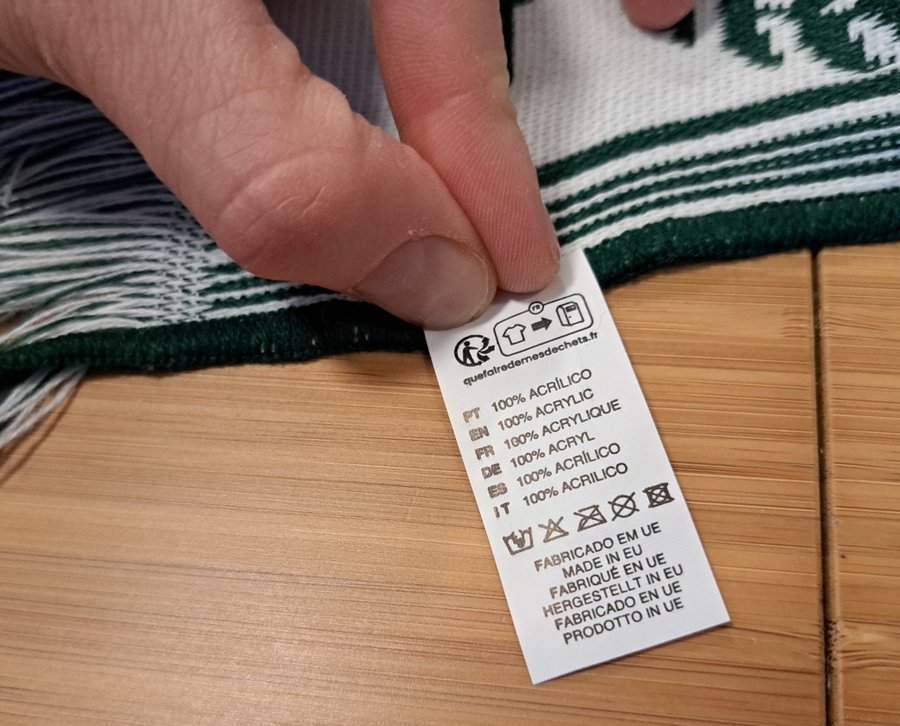 FR
quefairedemesdechets.fr
PT 100% ACRÍLICO
EN 100% ACRYLIC
FR 100% ACRYLIQUE
DE 100% ACRYL
ES 100% ACRÍLICO
IT 100% ACRILICO
FABRICADO EM UE
MADE IN EU
FABRIQUÉ EN UE
HERGESTELLT IN EU
FABRICADO EN UE
PRODOTTO IN UE